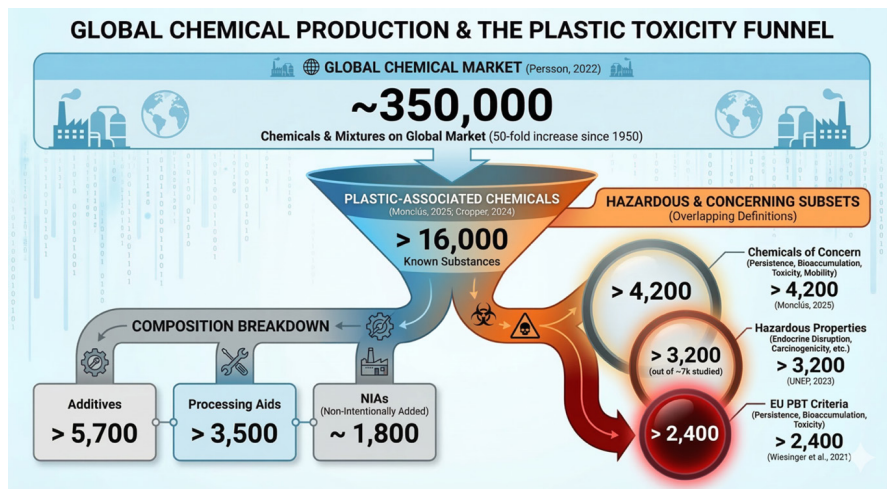 GLOBAL CHEMICAL PRODUCTION & THE PLASTIC TOXICITY FUNNEL
GLOBAL CHEMICAL MARKET (Persson, 2022)
~350,000
Chemicals & Mixtures on Global Market (50-fold increase since 1950)
PLASTIC-ASSOCIATED CHEMICALS
(Monclús, 2025; Cropper, 2024)
> 16,000
Known Substances
HAZARDOUS & CONCERNING SUBSETS
(Overlapping Definitions)
COMPOSITION BREAKDOWN
Additives
> 5,700
Processing Aids
> 3,500
NIAs
(Non-Intentionally Added)
~ 1,800
> 4,200
Chemicals of Concern
(Persistence, Bioaccumulation,
Toxicity, Mobility)
> 4,200
(Monclús, 2025)
> 3,200
(out of ~7k studied)
Hazardous Properties
(Endocrine Disruption,
Carcinogenicity, etc.)
> 3,200
(UNEP, 2023)
> 2,400
EU PBT Criteria
(Persistence, Bioaccumulation,
Toxicity)
> 2,400
(Wiesinger et al., 2021)